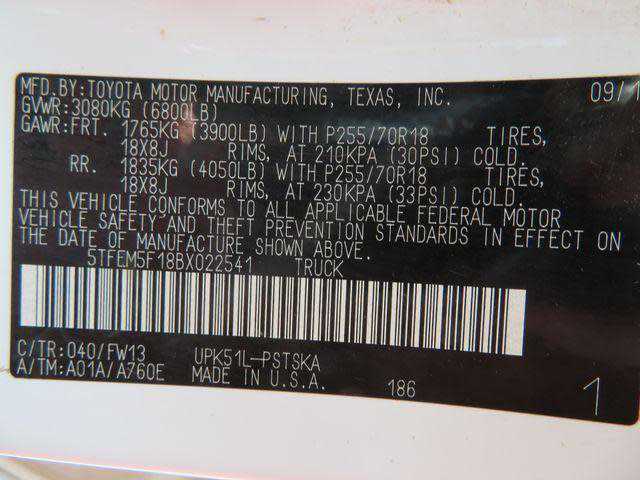 MFD.BY:TOYOTA MOTOR MANUFACTURING, TEXAS, INC. 09/1
GVWR:3080KG (6800LB)
GAWR:FRT. 1765KG (3900LB) WITH P255/70R18 TIRES,
18X8J RIMS, AT 210KPA (30PSI) COLD.
RR. 1835KG (4050LB) WITH P255/70R18 TIRES,
18X8J RIMS, AT 230KPA (33PSI) COLD.
THIS VEHICLE CONFORMS TO ALL APPLICABLE FEDERAL MOTOR
VEHICLE SAFETY AND THEFT PREVENTION STANDARDS IN EFFECT ON
THE DATE OF MANUFACTURE SHOWN ABOVE.
5TFEM5F18BX022541 TRUCK
C/TR:040/FW13 UPK51L-PSTSKA
A/TM:A01A/A760E MADE IN U.S.A. 186 1